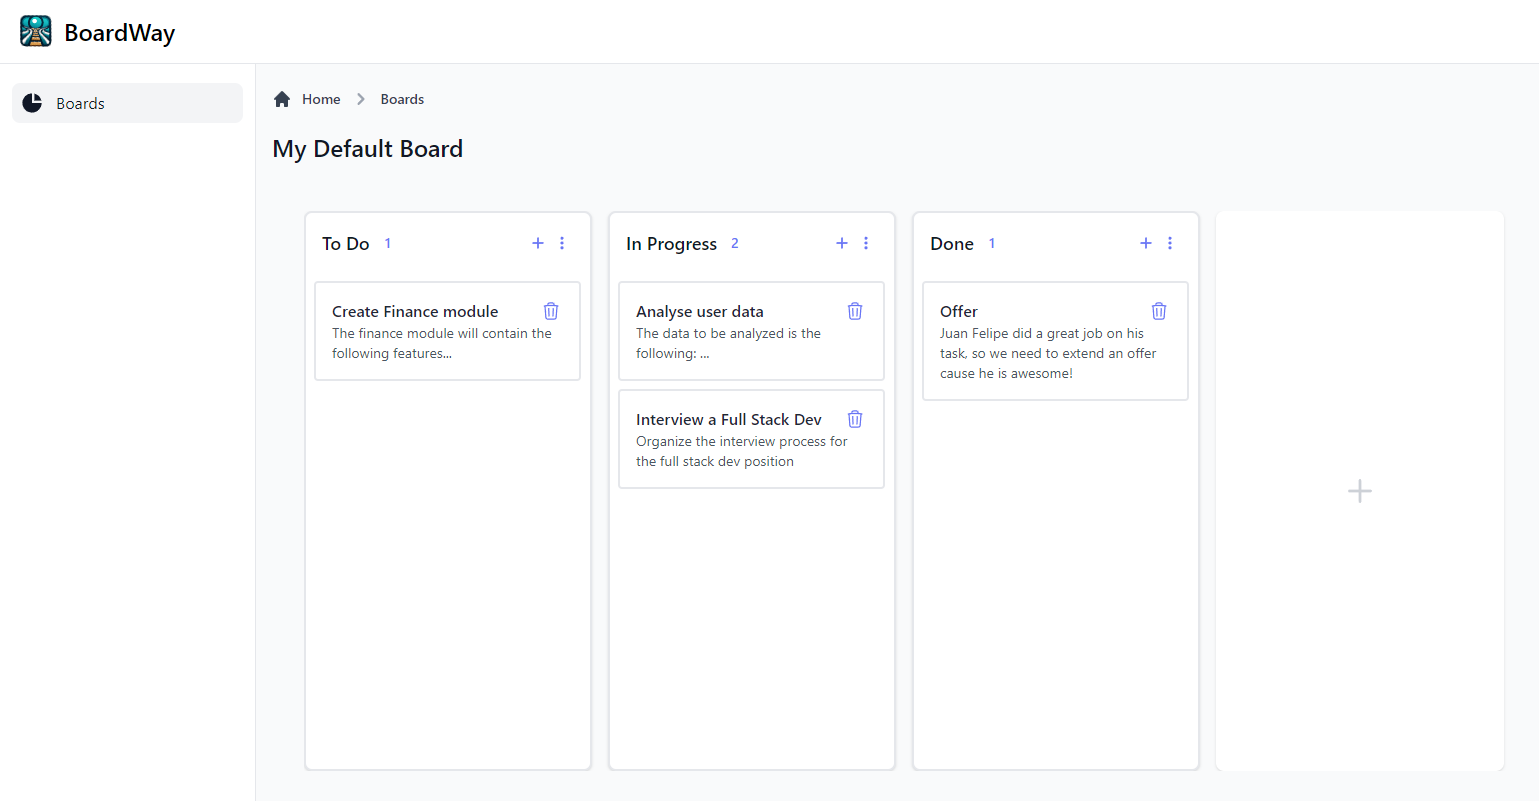 BoardWay
Boards
Home
Boards
My Default Board
To Do 1
Create Finance module
The finance module will contain the
following features...
In Progress 2
Analyse user data
The data to be analyzed is the
following: ...
Interview a Full Stack Dev
Organize the interview process for
the full stack dev position
Done 1
Offer
Juan Felipe did a great job on his
task, so we need to extend an offer
cause he is awesome!